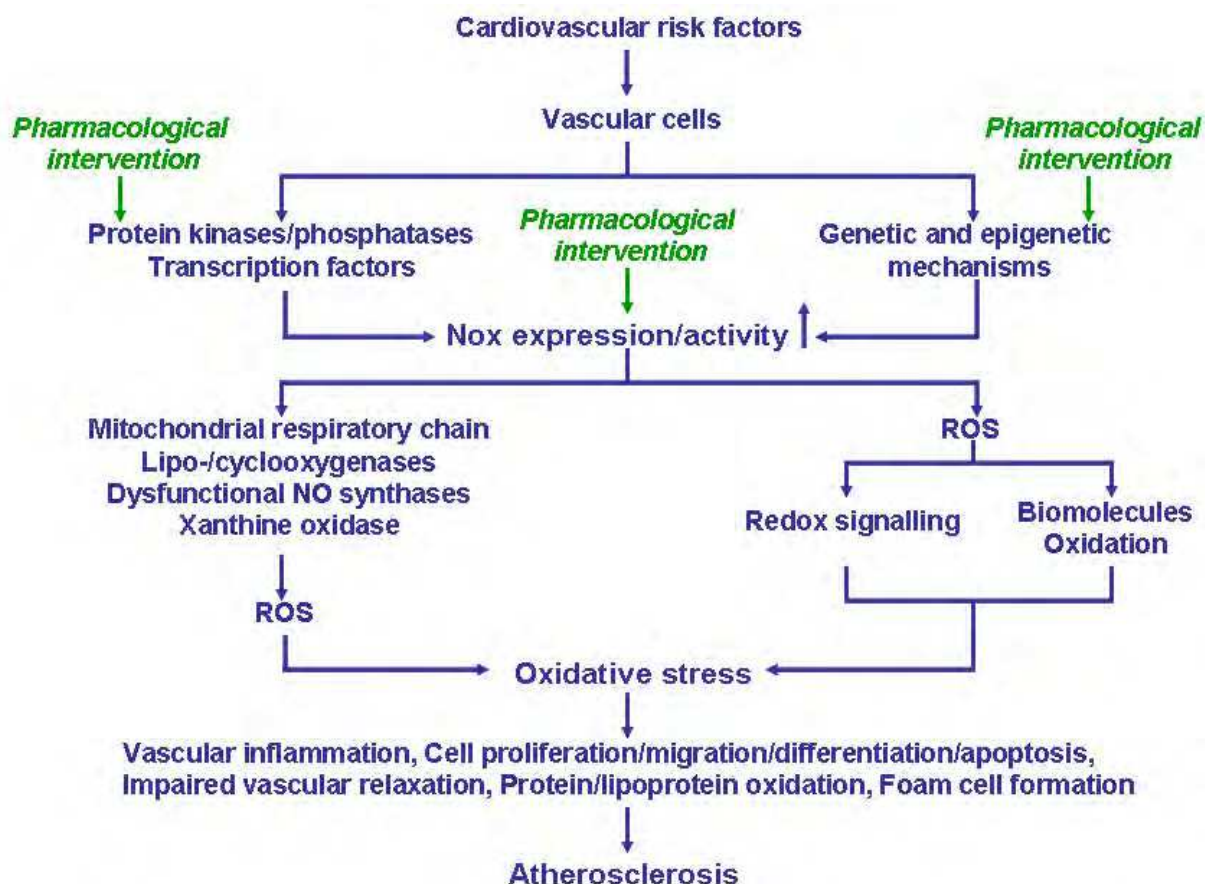 Cardiovascular risk factors
Vascular cells
Pharmacological
intervention
Pharmacological
intervention
Protein kinases/phosphatases
Transcription factors
Pharmacological
intervention
Genetic and epigenetic
mechanisms
Nox expression/activity
Mitochondrial respiratory chain
Lipo-/cyclooxygenases
Dysfunctional NO synthases
Xanthine oxidase
ROS
ROS
Redox signalling
Biomolecules
Oxidation
Oxidative stress
Vascular inflammation, Cell proliferation/migration/differentiation/apoptosis,
Impaired vascular relaxation, Protein/lipoprotein oxidation, Foam cell formation
Atherosclerosis